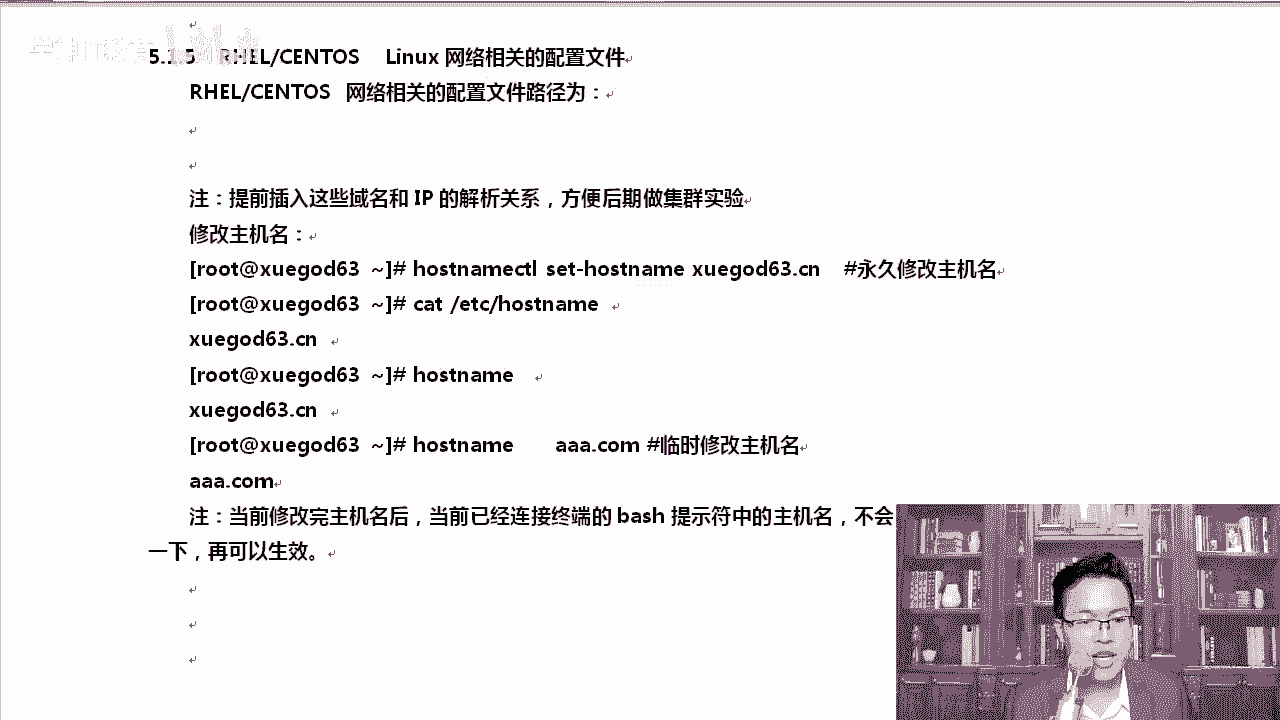 5.1.5 RHEL/CENTOS Linux 网络相关的配置文件
RHEL/CENTOS 网络相关的配置文件路径为：
注：提前插入这些域名和 IP 的解析关系，方便后期做集群实验
修改主机名：
[root@xuegod63 ~]# hostnamectl set-hostname xuegod63.cn #永久修改主机名
[root@xuegod63 ~]# cat /etc/hostname
xuegod63.cn
[root@xuegod63 ~]# hostname
xuegod63.cn
[root@xuegod63 ~]# hostname aaa.com #临时修改主机名
aaa.com
注：当前修改完主机名后，当前已经连接终端的 bash 提示符中的主机名，不会
一下，再可以生效。